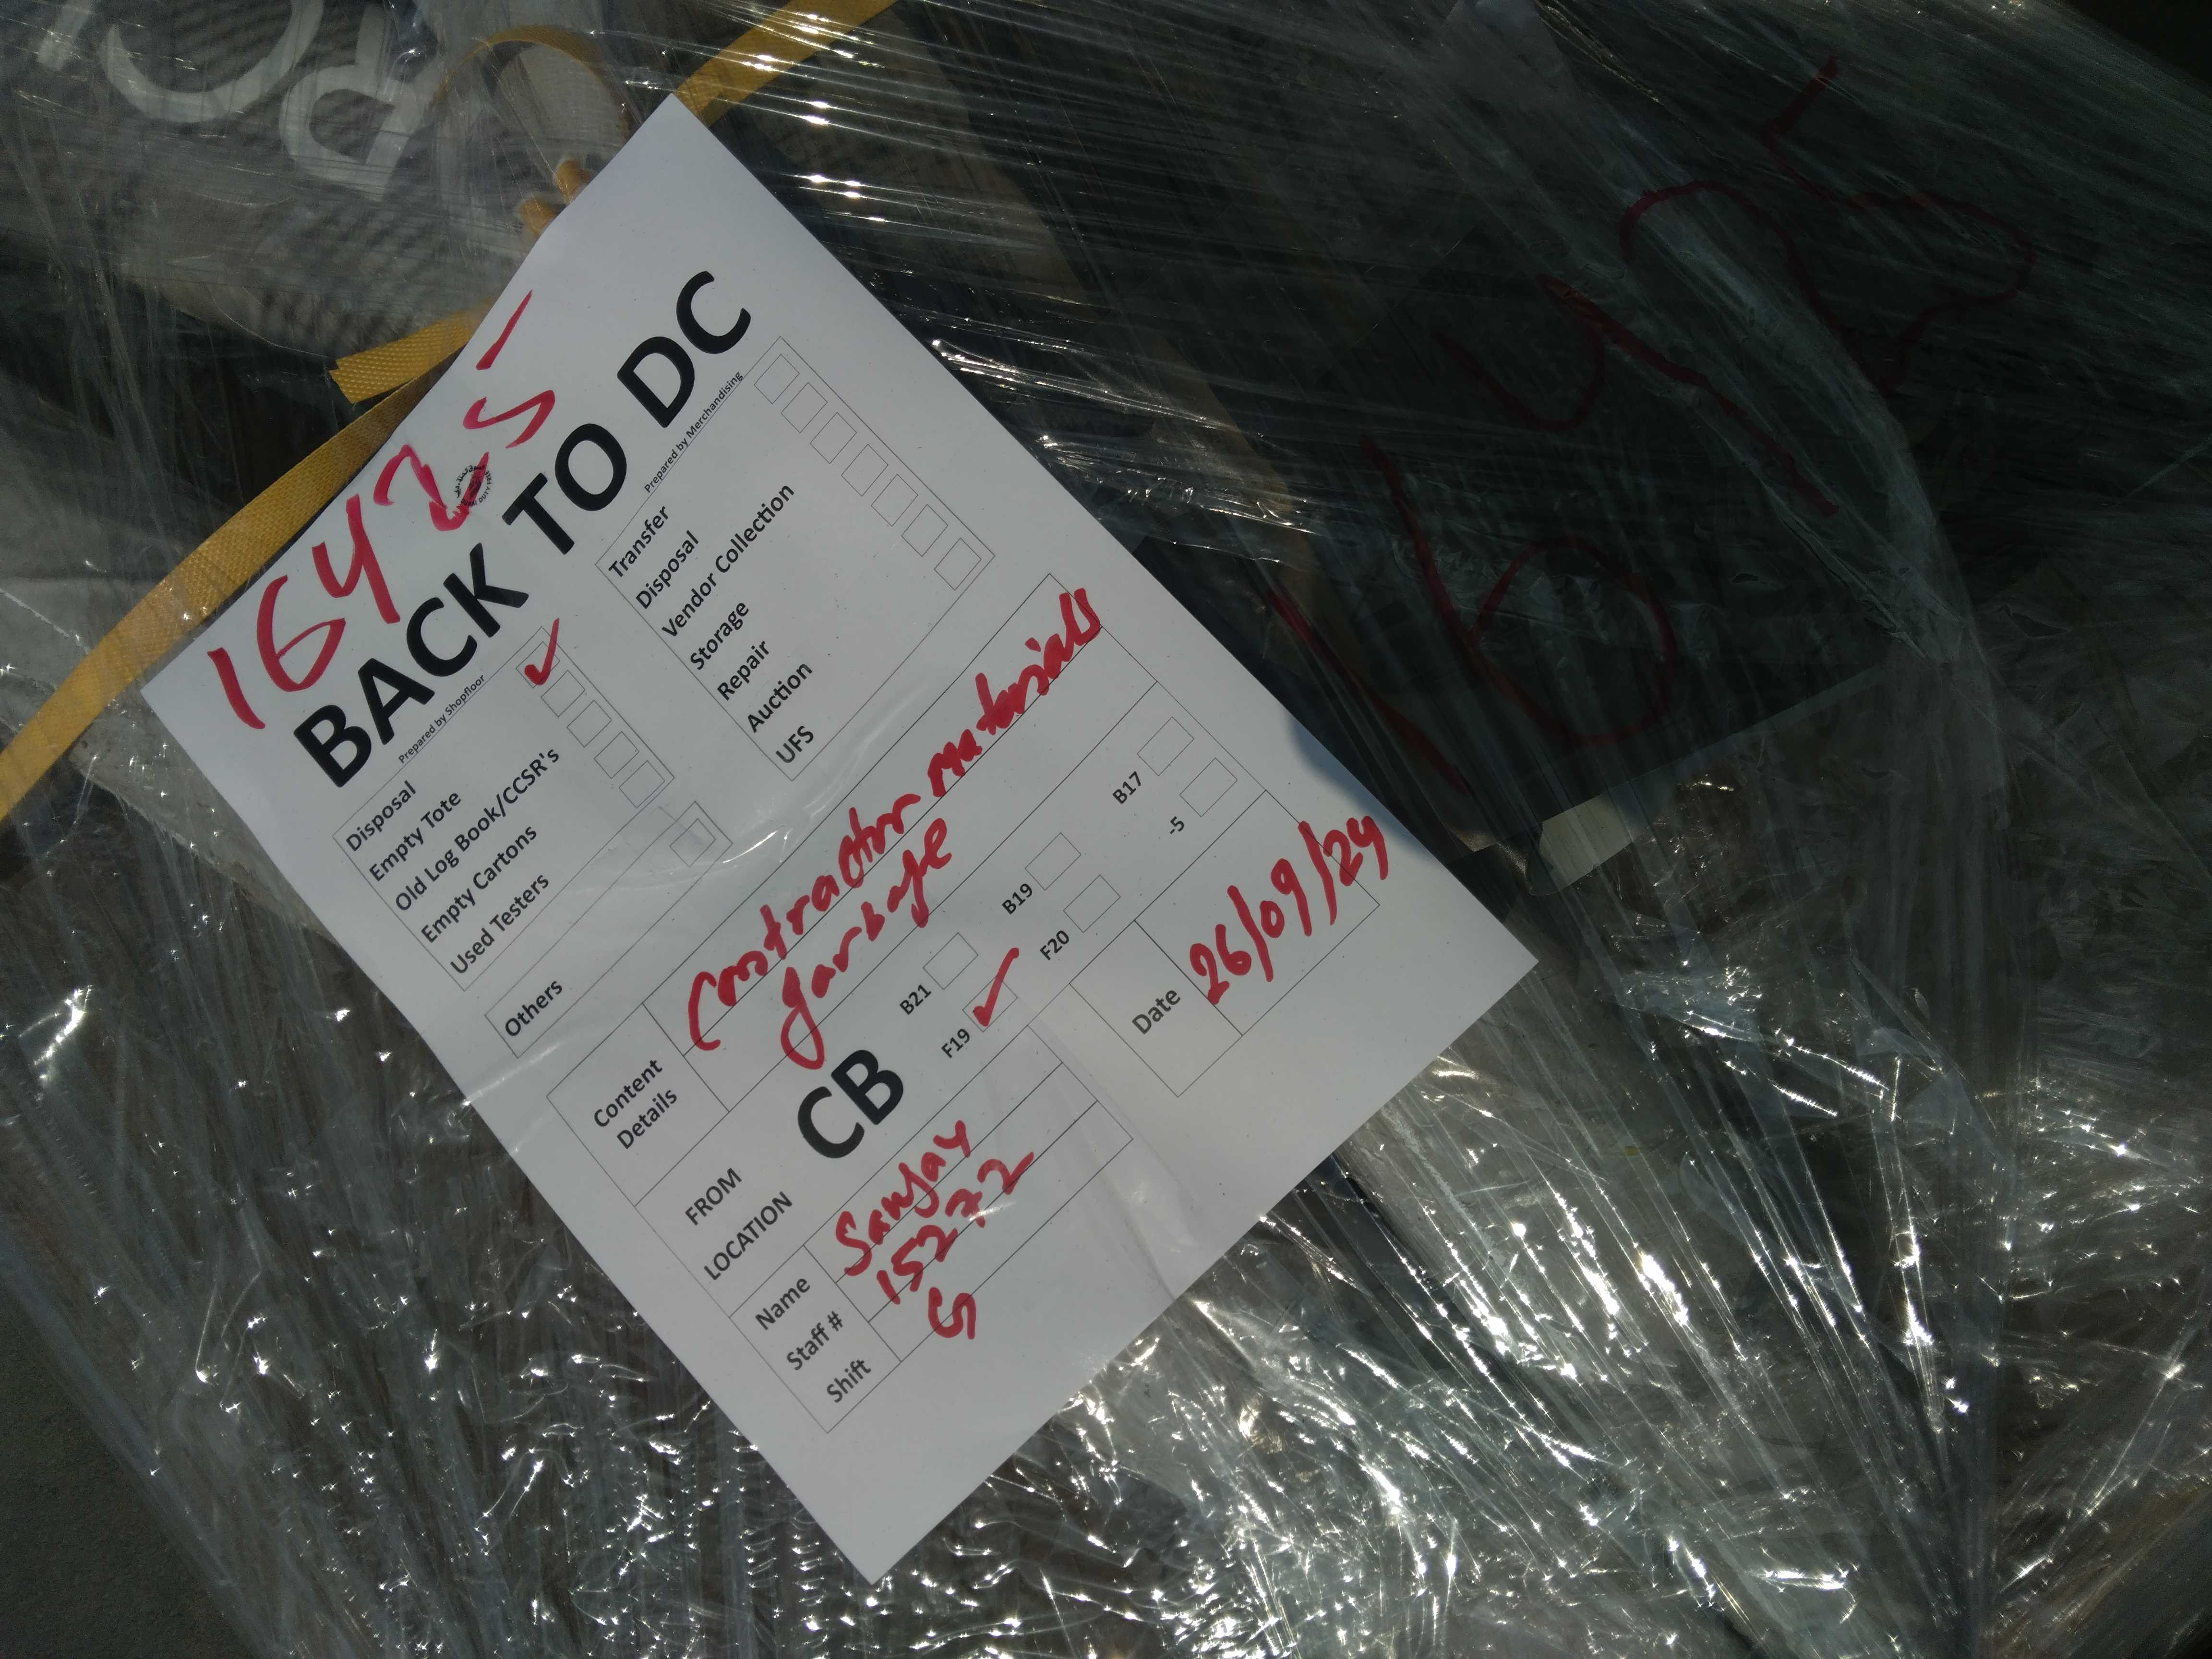 16425
BACK TO DC
Prepared by Shopfloor
Disposal ✓
Empty Tote
Old Log Book/CCSR's
Empty Cartons
Used Testers
Others
Prepared by Merchandising
Transfer
Disposal
Vendor Collection
Storage
Repair
Auction
UFS
Content Details
Contractor materials
garbage
FROM LOCATION
CB
B21 B19 B17
F19 ✓ F20 -5
Name Sanjay
Staff # 15272
Shift G
Date 26/09/24
16425